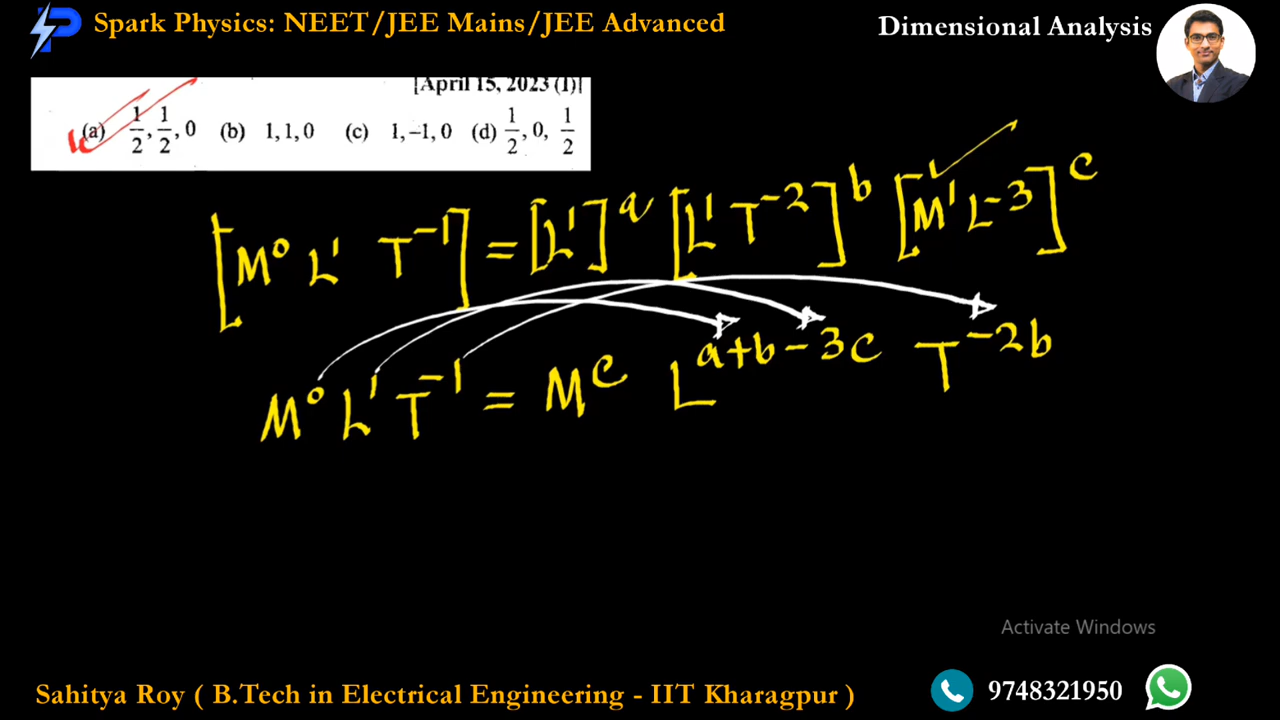 Spark Physics: NEET/JEE Mains/JEE Advanced
Dimensional Analysis
[April 15, 2023 (I)]
(a) 1/2, 1/2, 0 (b) 1, 1, 0 (c) 1, –1, 0 (d) 1/2, 0, 1/2
[M⁰ L¹ T⁻¹] = [L¹]ᵃ [L¹ T⁻²]ᵇ [M¹ L⁻³]ᶜ
M⁰ L¹ T⁻¹ = Mᶜ L^(a+b-3c) T^(-2b)
Activate Windows
Sahitya Roy ( B.Tech in Electrical Engineering - IIT Kharagpur )
9748321950